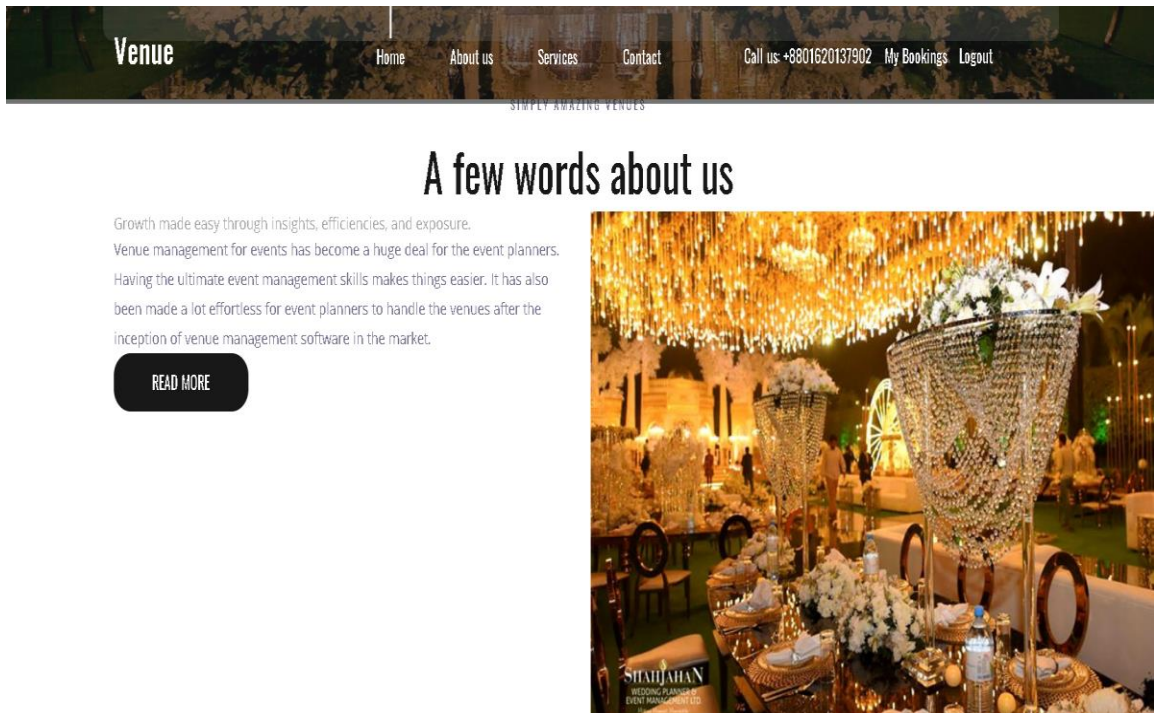 Venue
Home About us Services Contact
Call us: +8801620137902 My Bookings Logout
SIMPLY AMAZING VENUES
A few words about us
Growth made easy through insights, efficiencies, and exposure.
Venue management for events has become a huge deal for the event planners.
Having the ultimate event management skills makes things easier. It has also
been made a lot effortless for event planners to handle the venues after the
inception of venue management software in the market.
READ MORE
SHAHJAHAN
WEDDING PLANNER &
EVENT MANAGEMENT LTD